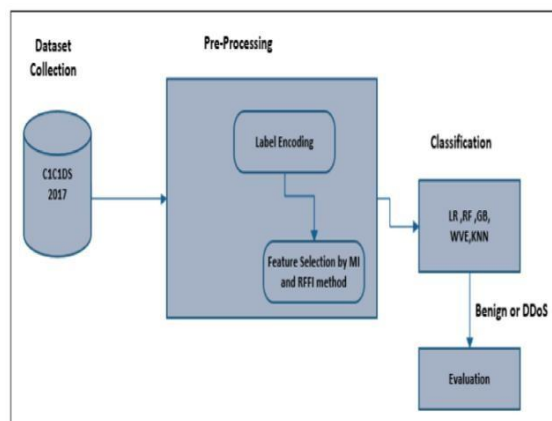 Dataset
Collection
Pre-Processing
C1C1DS
2017
Label Encoding
Feature Selection by MI
and RFFI method
Classification
LR ,RF ,GB,
WVE,KNN
Benign or DDoS
Evaluation